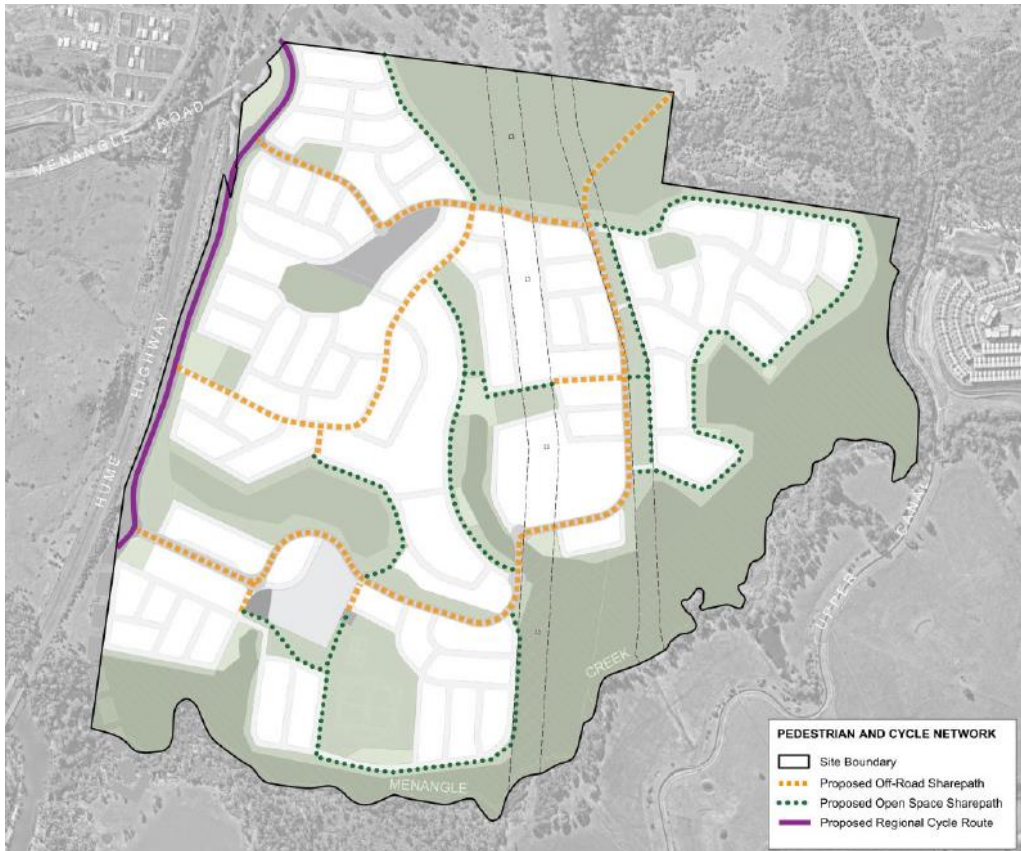 MENANGLE ROAD
HUME HIGHWAY
UPPER CANAL
CREEK
MENANGLE
PEDESTRIAN AND CYCLE NETWORK
Site Boundary
Proposed Off-Road Sharepath
Proposed Open Space Sharepath
Proposed Regional Cycle Route